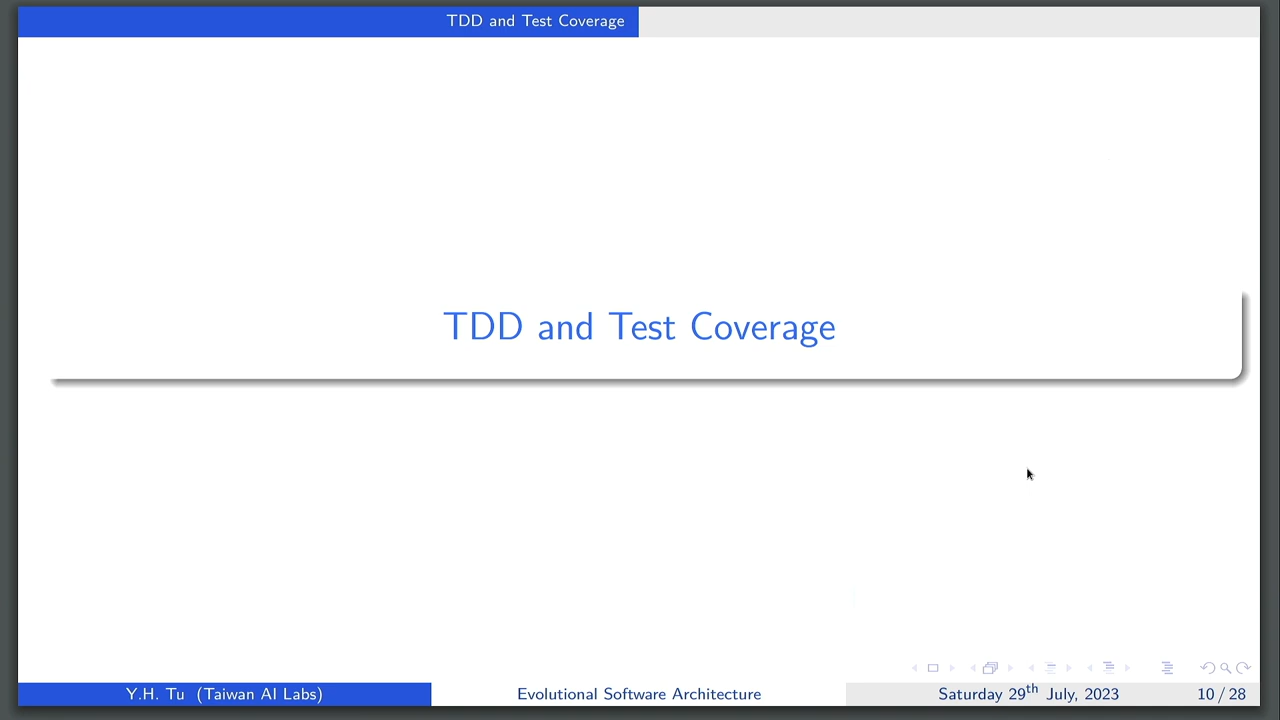 TDD and Test Coverage
TDD and Test Coverage
Y.H. Tu (Taiwan AI Labs)
Evolutional Software Architecture
Saturday 29th July, 2023
10 / 28